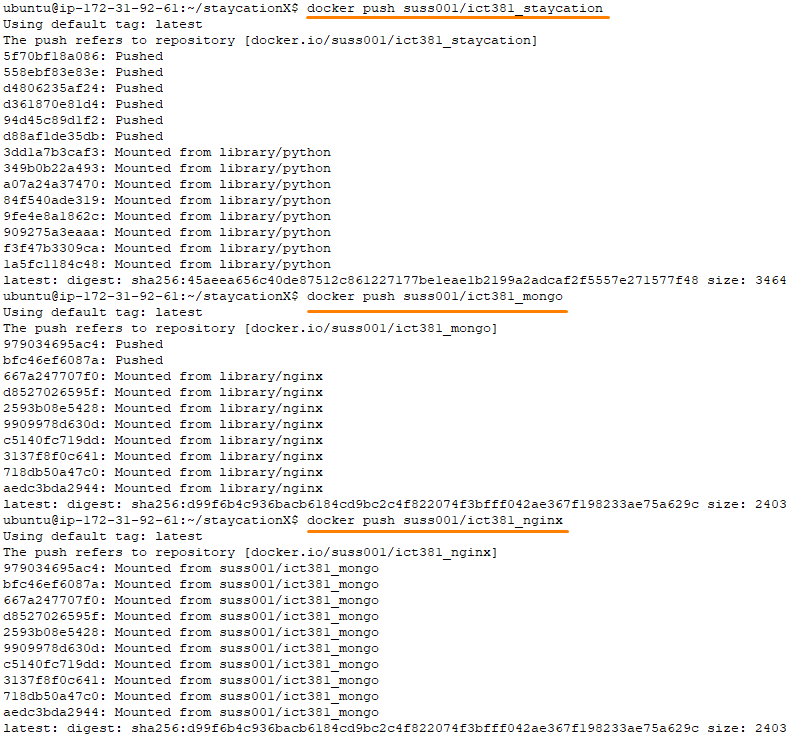 ubuntu@ip-172-31-92-61:~/staycationX$ docker push suss001/ict381_staycation
Using default tag: latest
The push refers to repository [docker.io/suss001/ict381_staycation]
5f70bf18a086: Pushed
558ebf83e83e: Pushed
d4806235af24: Pushed
d361870e81d4: Pushed
94d45c89d1f2: Pushed
d88af1de35db: Pushed
3dd1a7b3caf3: Mounted from library/python
349b0b22a493: Mounted from library/python
a07a24a37470: Mounted from library/python
84f540ade319: Mounted from library/python
9fe4e8a1862c: Mounted from library/python
909275a3eaaa: Mounted from library/python
f3f47b3309ca: Mounted from library/python
1a5fc1184c48: Mounted from library/python
latest: digest: sha256:45aeea656c40de87512c861227177be1eae1b2199a2adcaf2f5557e271577f48 size: 3464
ubuntu@ip-172-31-92-61:~/staycationX$ docker push suss001/ict381_mongo
Using default tag: latest
The push refers to repository [docker.io/suss001/ict381_mongo]
979034695ac4: Pushed
bfc46ef6087a: Pushed
667a247707f0: Mounted from library/nginx
d8527026595f: Mounted from library/nginx
2593b08e5428: Mounted from library/nginx
9909978d630d: Mounted from library/nginx
c5140fc719dd: Mounted from library/nginx
3137f8f0c641: Mounted from library/nginx
718db50a47c0: Mounted from library/nginx
aedc3bda2944: Mounted from library/nginx
latest: digest: sha256:d99f6b4c936bacb6184cd9bc2c4f822074f3bfff042ae367f198233ae75a629c size: 2403
ubuntu@ip-172-31-92-61:~/staycationX$ docker push suss001/ict381_nginx
Using default tag: latest
The push refers to repository [docker.io/suss001/ict381_nginx]
979034695ac4: Mounted from suss001/ict381_mongo
bfc46ef6087a: Mounted from suss001/ict381_mongo
667a247707f0: Mounted from suss001/ict381_mongo
d8527026595f: Mounted from suss001/ict381_mongo
2593b08e5428: Mounted from suss001/ict381_mongo
9909978d630d: Mounted from suss001/ict381_mongo
c5140fc719dd: Mounted from suss001/ict381_mongo
3137f8f0c641: Mounted from suss001/ict381_mongo
718db50a47c0: Mounted from suss001/ict381_mongo
aedc3bda2944: Mounted from suss001/ict381_mongo
latest: digest: sha256:d99f6b4c936bacb6184cd9bc2c4f822074f3bfff042ae367f198233ae75a629c size: 2403